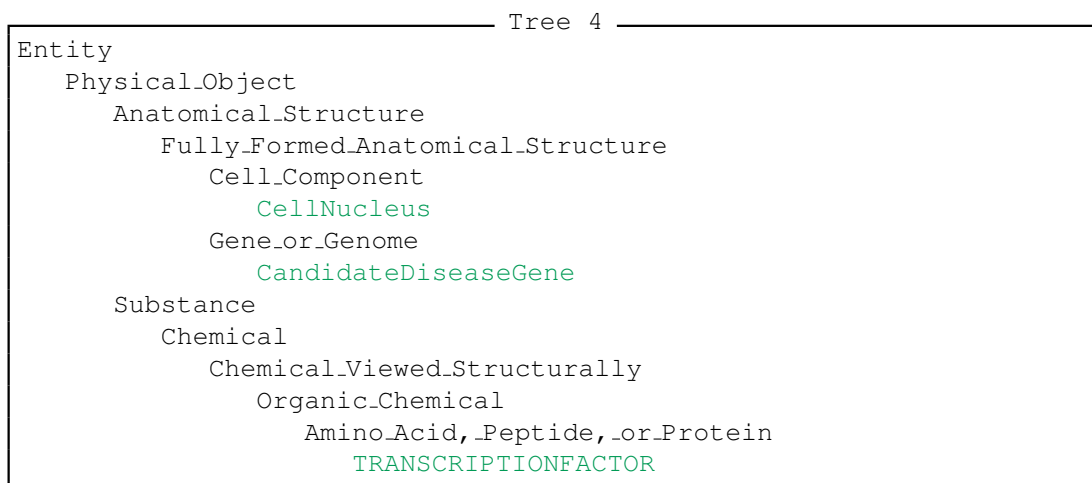 Tree 4
Entity
Physical_Object
Anatomical_Structure
Fully_Formed_Anatomical_Structure
Cell_Component
CellNucleus
Gene_or_Genome
CandidateDiseaseGene
Substance
Chemical
Chemical_Viewed_Structurally
Organic_Chemical
Amino_Acid,_Peptide,_or_Protein
TRANSCRIPTIONFACTOR